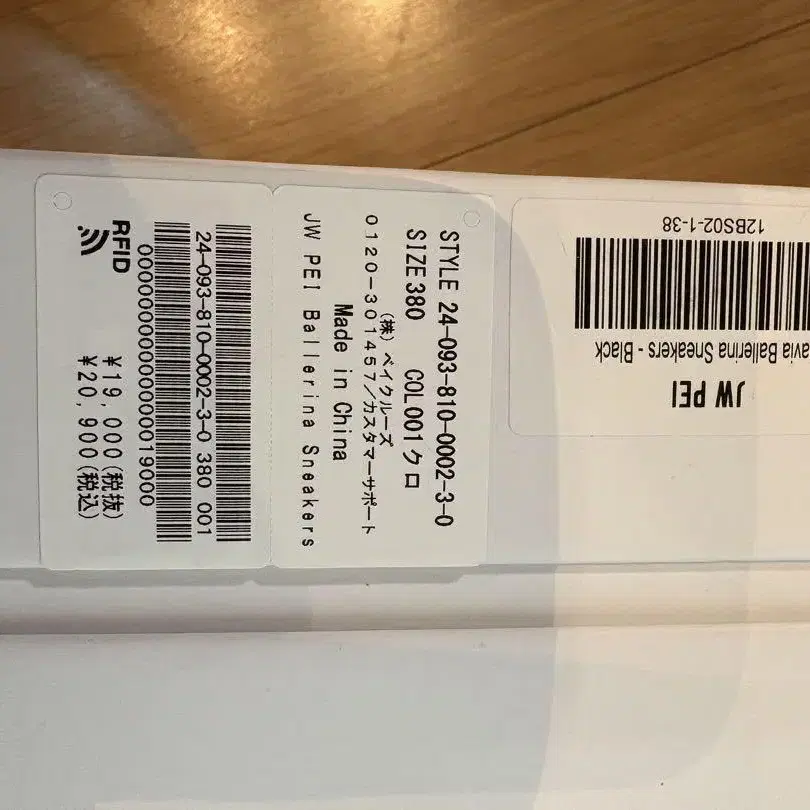 STYLE 24-093-810-0002-3-0
SIZE 380 COL 001 クロ
(株) ベイクルーズ
0120-301457/カスタマーサポート
Made in China
JW PEI Ballerina Sneakers
24-093-810-0002-3-0 380 001
0000000000000000019000
RFID
¥19,000(税抜)
¥20,900(税込)
JW PEI
Ballerina Sneakers - Black
12BS02-1-38